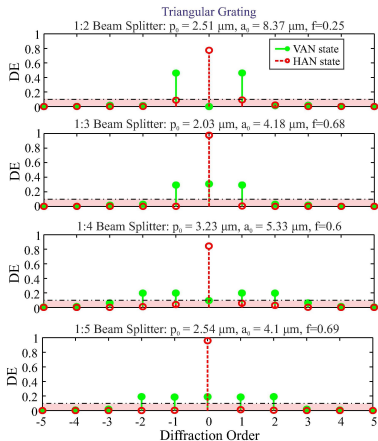 Triangular Grating
1:2 Beam Splitter: p₀ = 2.51 μm, a₀ = 8.37 μm, f=0.25
DE
1
0.8
0.6
0.4
0.2
0
VAN state
HAN state
1:3 Beam Splitter: p₀ = 2.03 μm, a₀ = 4.18 μm, f=0.68
DE
1
0.8
0.6
0.4
0.2
0
1:4 Beam Splitter: p₀ = 3.23 μm, a₀ = 5.33 μm, f=0.6
DE
1
0.8
0.6
0.4
0.2
0
1:5 Beam Splitter: p₀ = 2.54 μm, a₀ = 4.1 μm, f=0.69
DE
1
0.8
0.6
0.4
0.2
0
-5 -4 -3 -2 -1 0 1 2 3 4 5
Diffraction Order